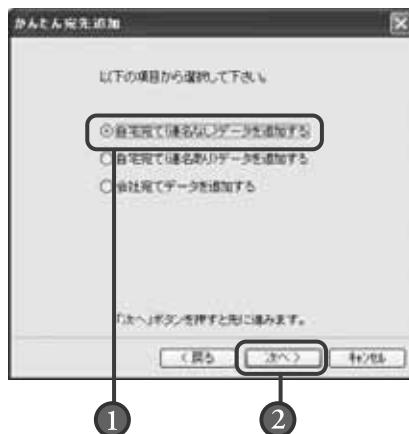 かんたん宛先追加
以下の項目から選択して下さい。
自宅宛て(連名なし)データを追加する
自宅宛て(連名あり)データを追加する
会社宛てデータを追加する
「次へ」ボタンを押すと先に進みます。
<戻る 次へ> キャンセル
1 2